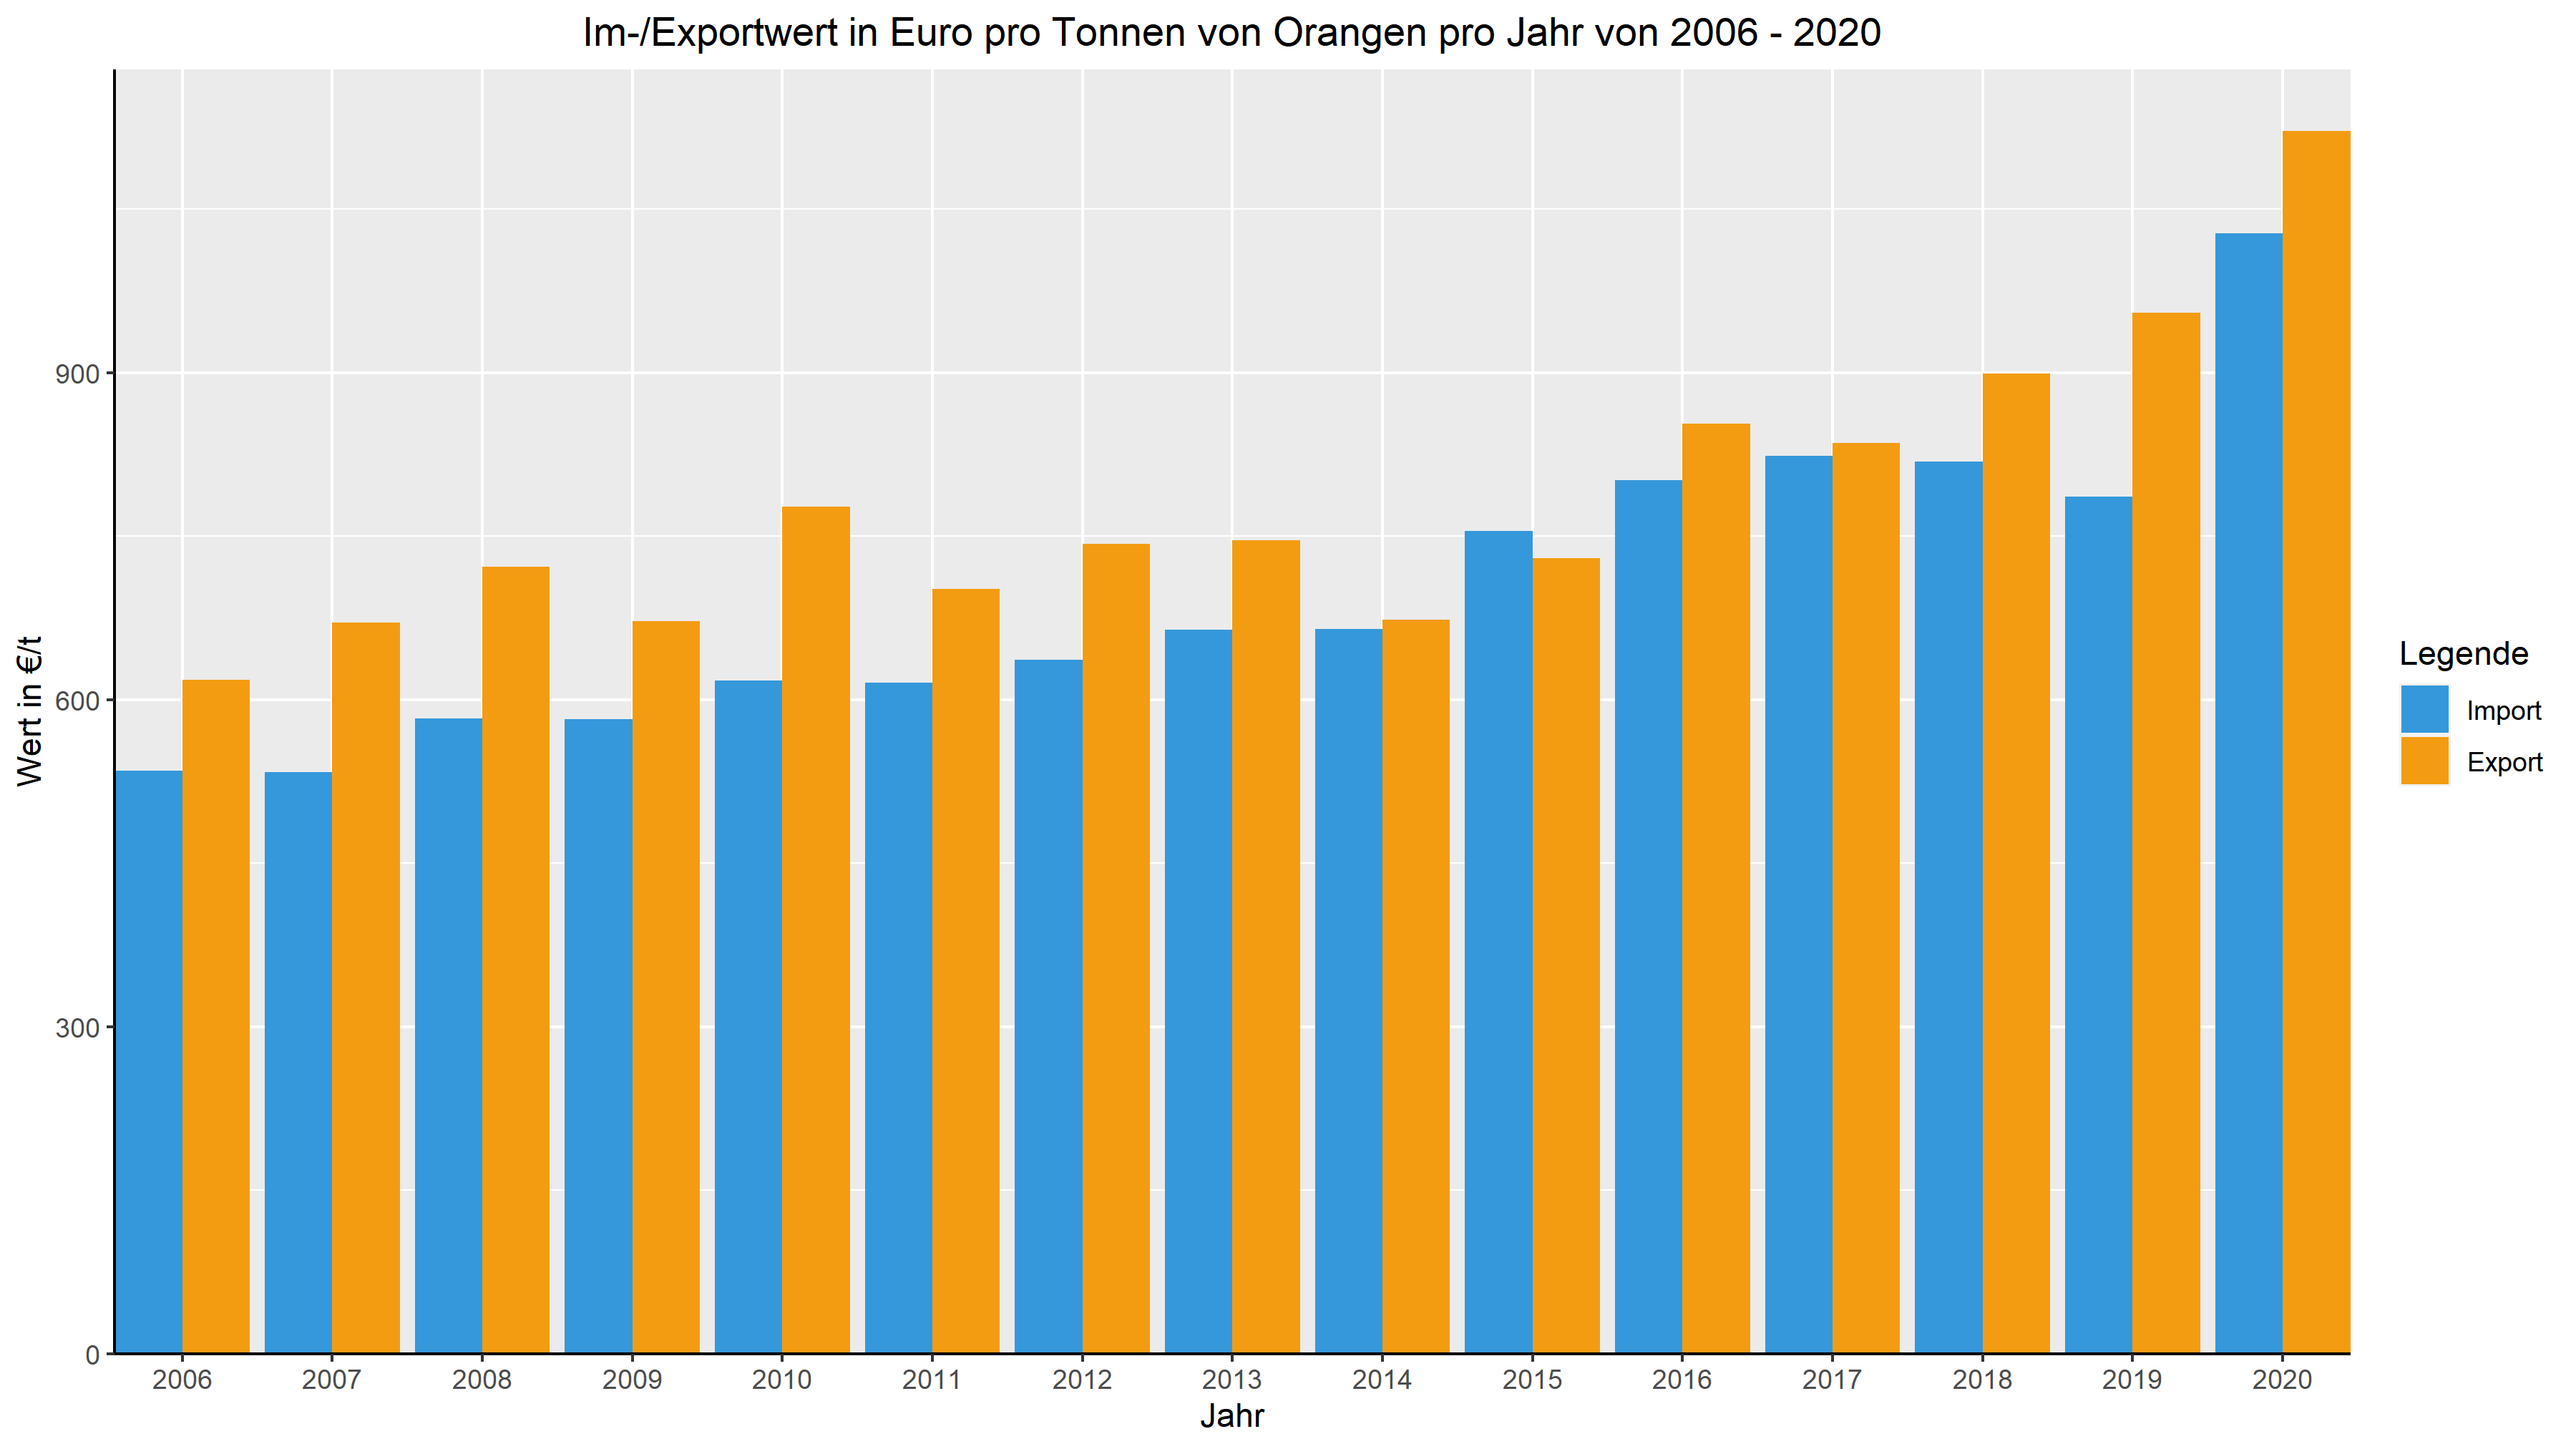 Im-/Exportwert in Euro pro Tonnen von Orangen pro Jahr von 2006 - 2020
Wert in €/t
900
600
300
0
2006 2007 2008 2009 2010 2011 2012 2013 2014 2015 2016 2017 2018 2019 2020
Jahr
Legende
Import
Export